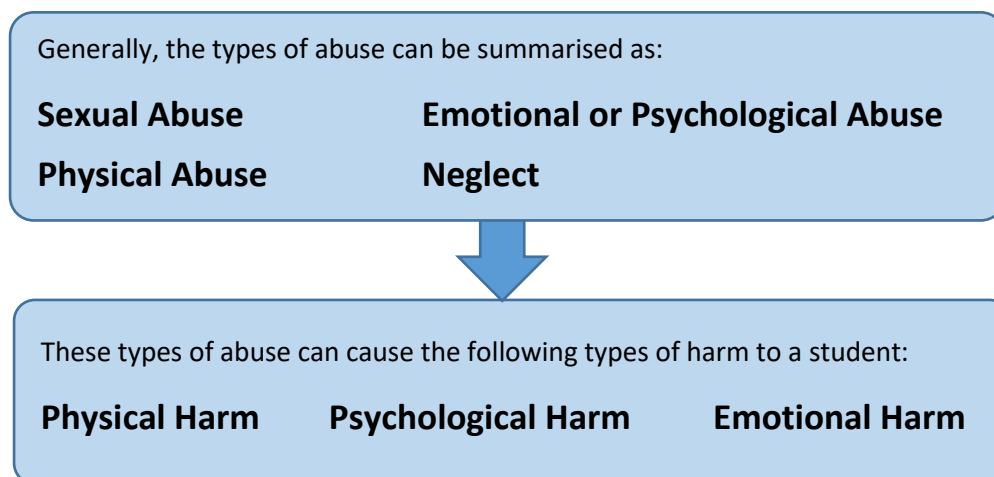 Generally, the types of abuse can be summarised as:
Sexual Abuse Emotional or Psychological Abuse
Physical Abuse Neglect
These types of abuse can cause the following types of harm to a student:
Physical Harm Psychological Harm Emotional Harm